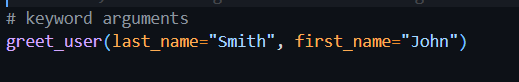 # keyword arguments
greet_user(last_name="Smith", first_name="John")